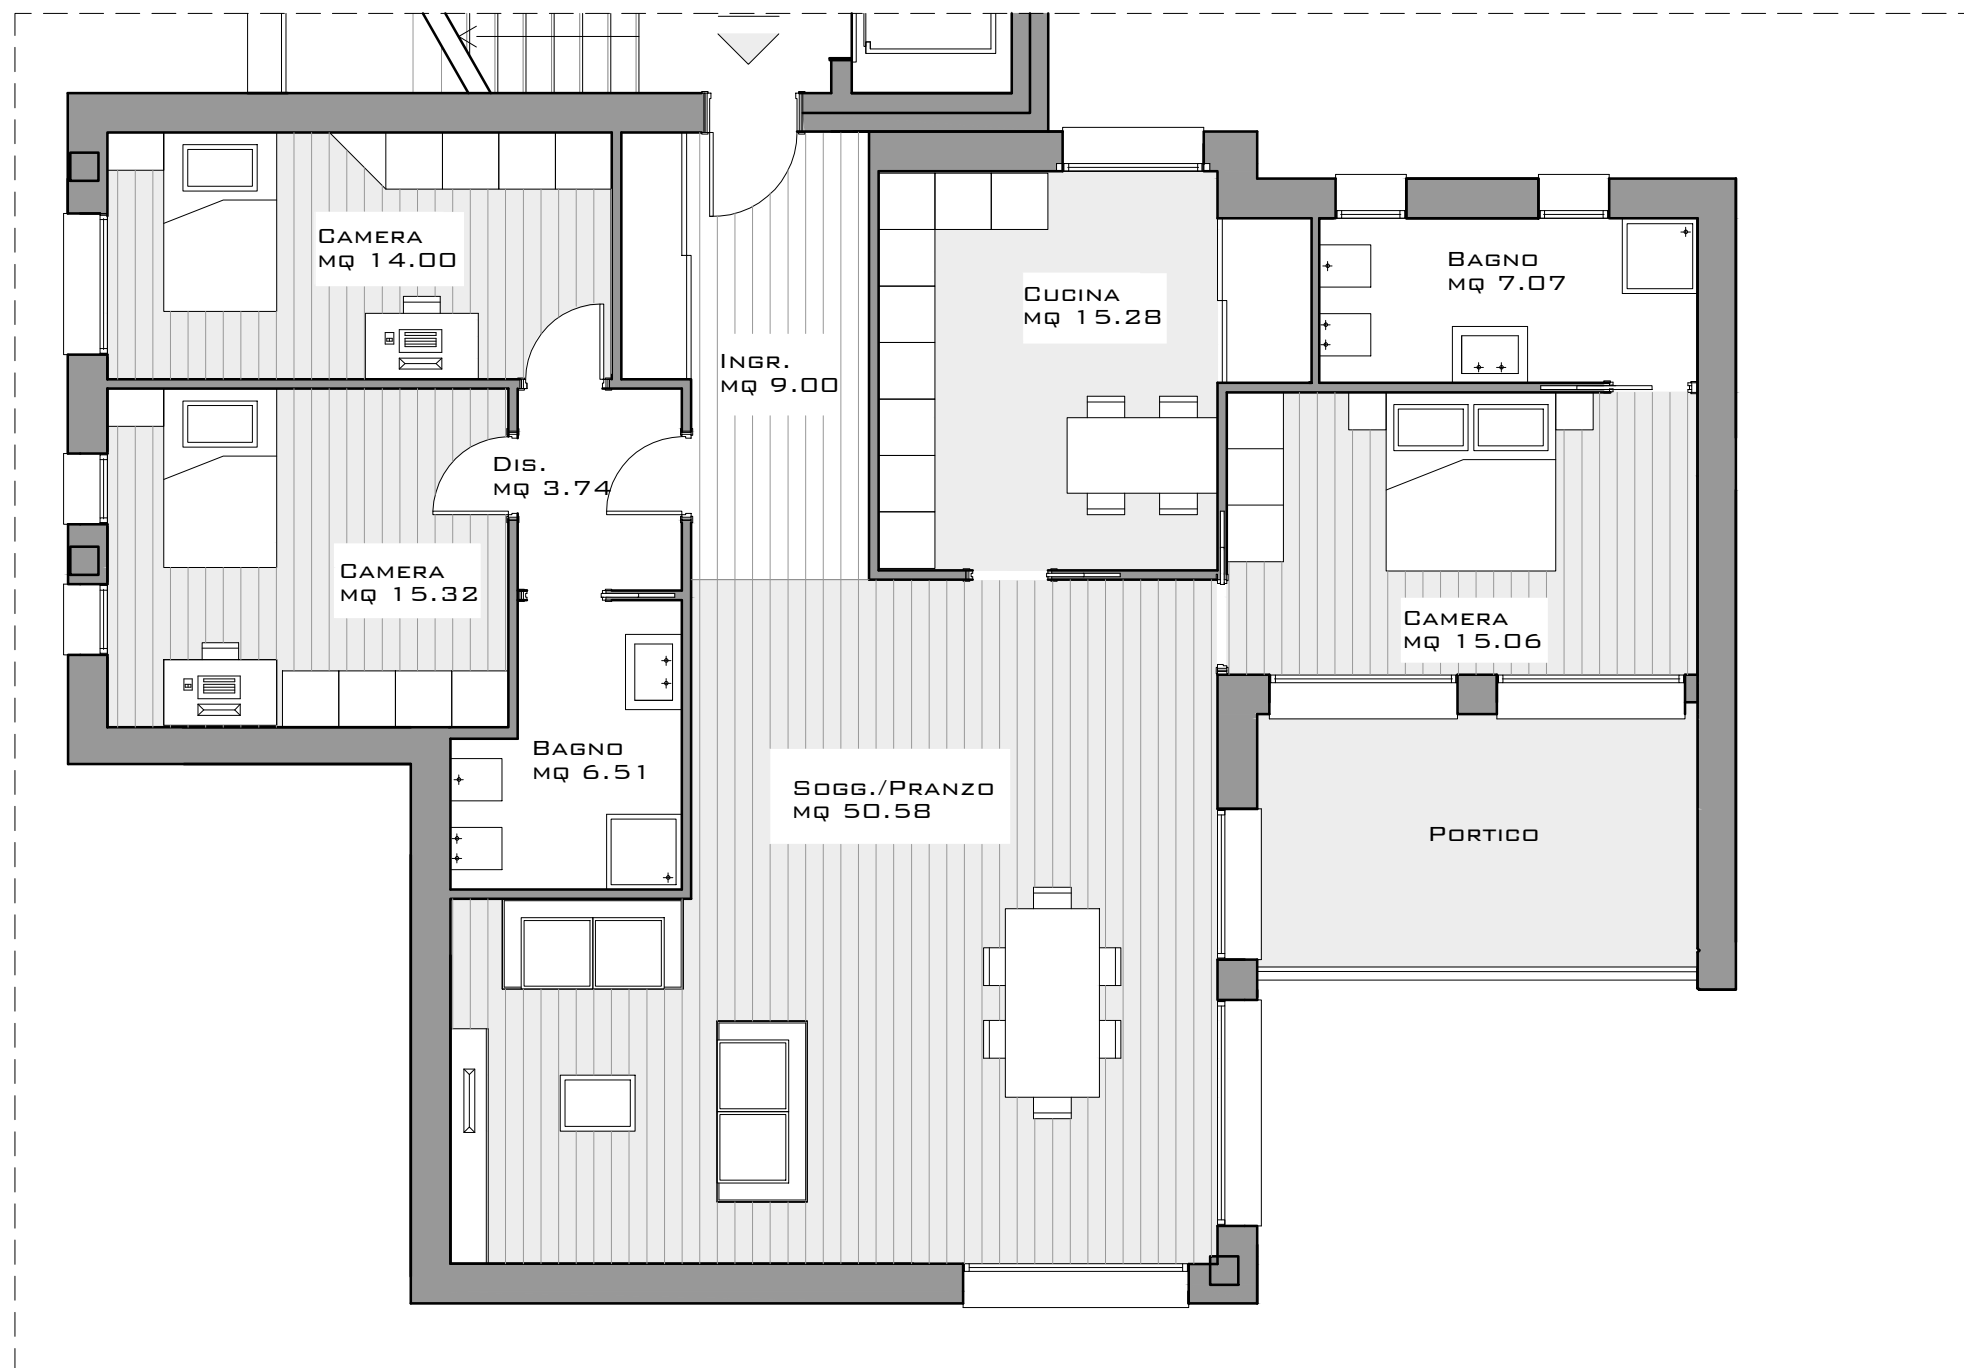 Camera
mq 14.00
Bagno
mq 7.07
Cucina
mq 15.28
Ingr.
mq 9.00
Dis.
mq 3.74
Camera
mq 15.32
Camera
mq 15.06
Bagno
mq 6.51
Sogg./Pranzo
mq 50.58
Portico